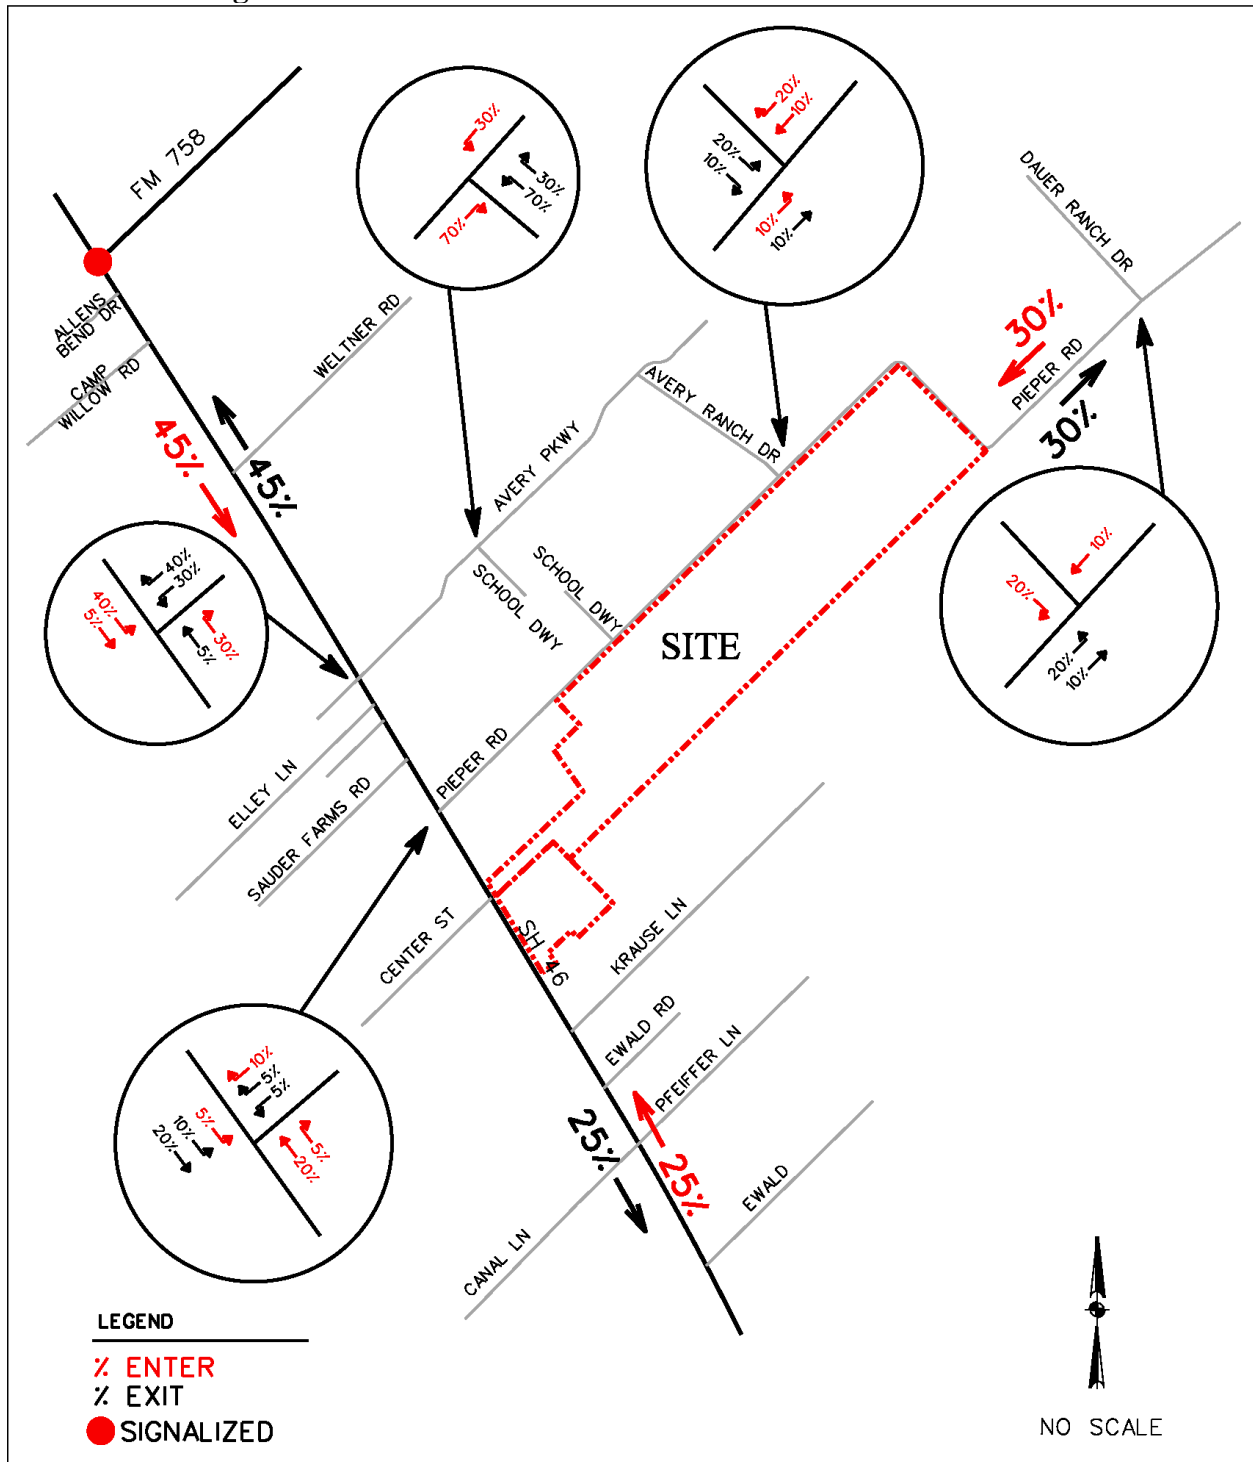 FM 758
30%
30%
70%
70%
20%
10%
20%
10%
10%
10%
DAUER RANCH DR
ALLENS
BEND DR
CAMP
WILLOW RD
WELTNER RD
AVERY RANCH DR
30%
PIEPER RD
30%
45%
45%
AVERY PKWY
SCHOOL DWY
SCHOOL DWY
40%
30%
40%
5%
30%
5%
SITE
10%
20%
20%
10%
ELLEY LN
PIEPER RD
SAUDER FARMS RD
CENTER ST
SH 46
KRAUSE LN
EWALD RD
PFEIFFER LN
10%
5%
5%
5%
10%
20%
5%
20%
25%
25%
EWALD
CANAL LN
LEGEND
% ENTER
% EXIT
SIGNALIZED
NO SCALE